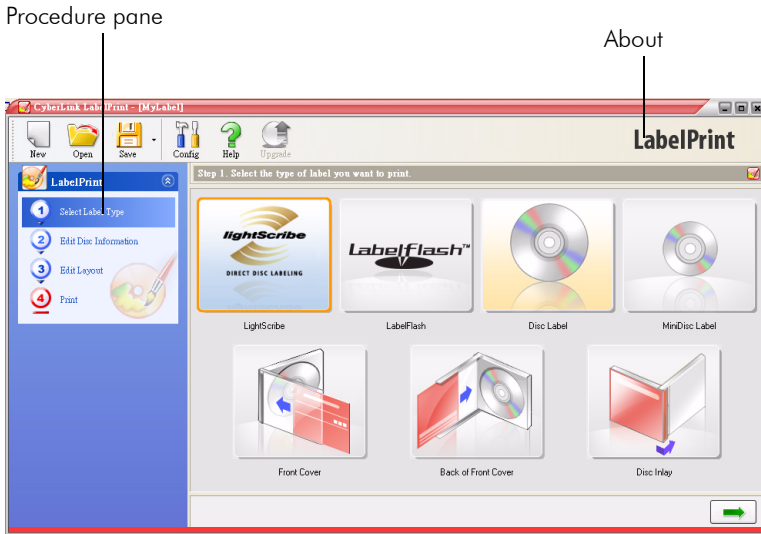 Procedure pane
About
CyberLink LabelPrint - [MyLabel]
New Open Save Config Help Upgrade
LabelPrint
LabelPrint
Step 1. Select the type of label you want to print.
1 Select Label Type
2 Edit Disc Information
3 Edit Layout
4 Print
lightScribe
DIRECT DISC LABELING
Labelflash™
LightScribe LabelFlash Disc Label MiniDisc Label
Front Cover Back of Front Cover Disc Inlay